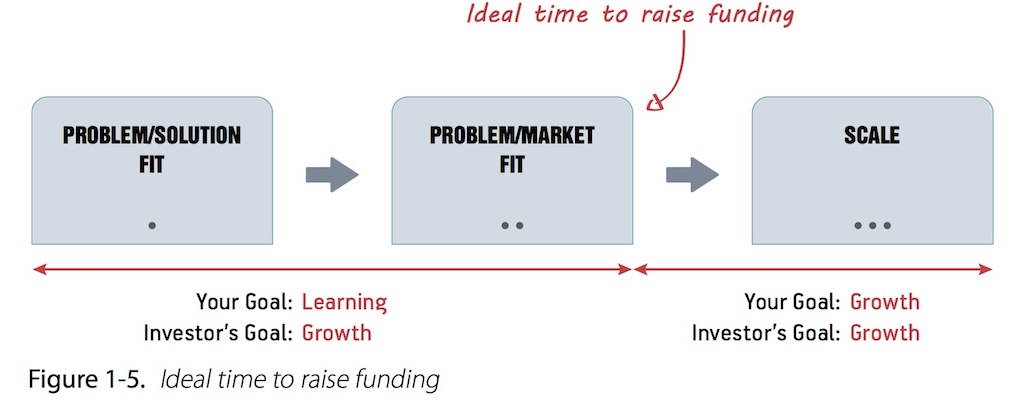 Ideal time to raise funding
PROBLEM/SOLUTION
FIT
PROBLEM/MARKET
FIT
SCALE
Your Goal: Learning
Investor's Goal: Growth
Your Goal: Growth
Investor's Goal: Growth
Figure 1-5. Ideal time to raise funding